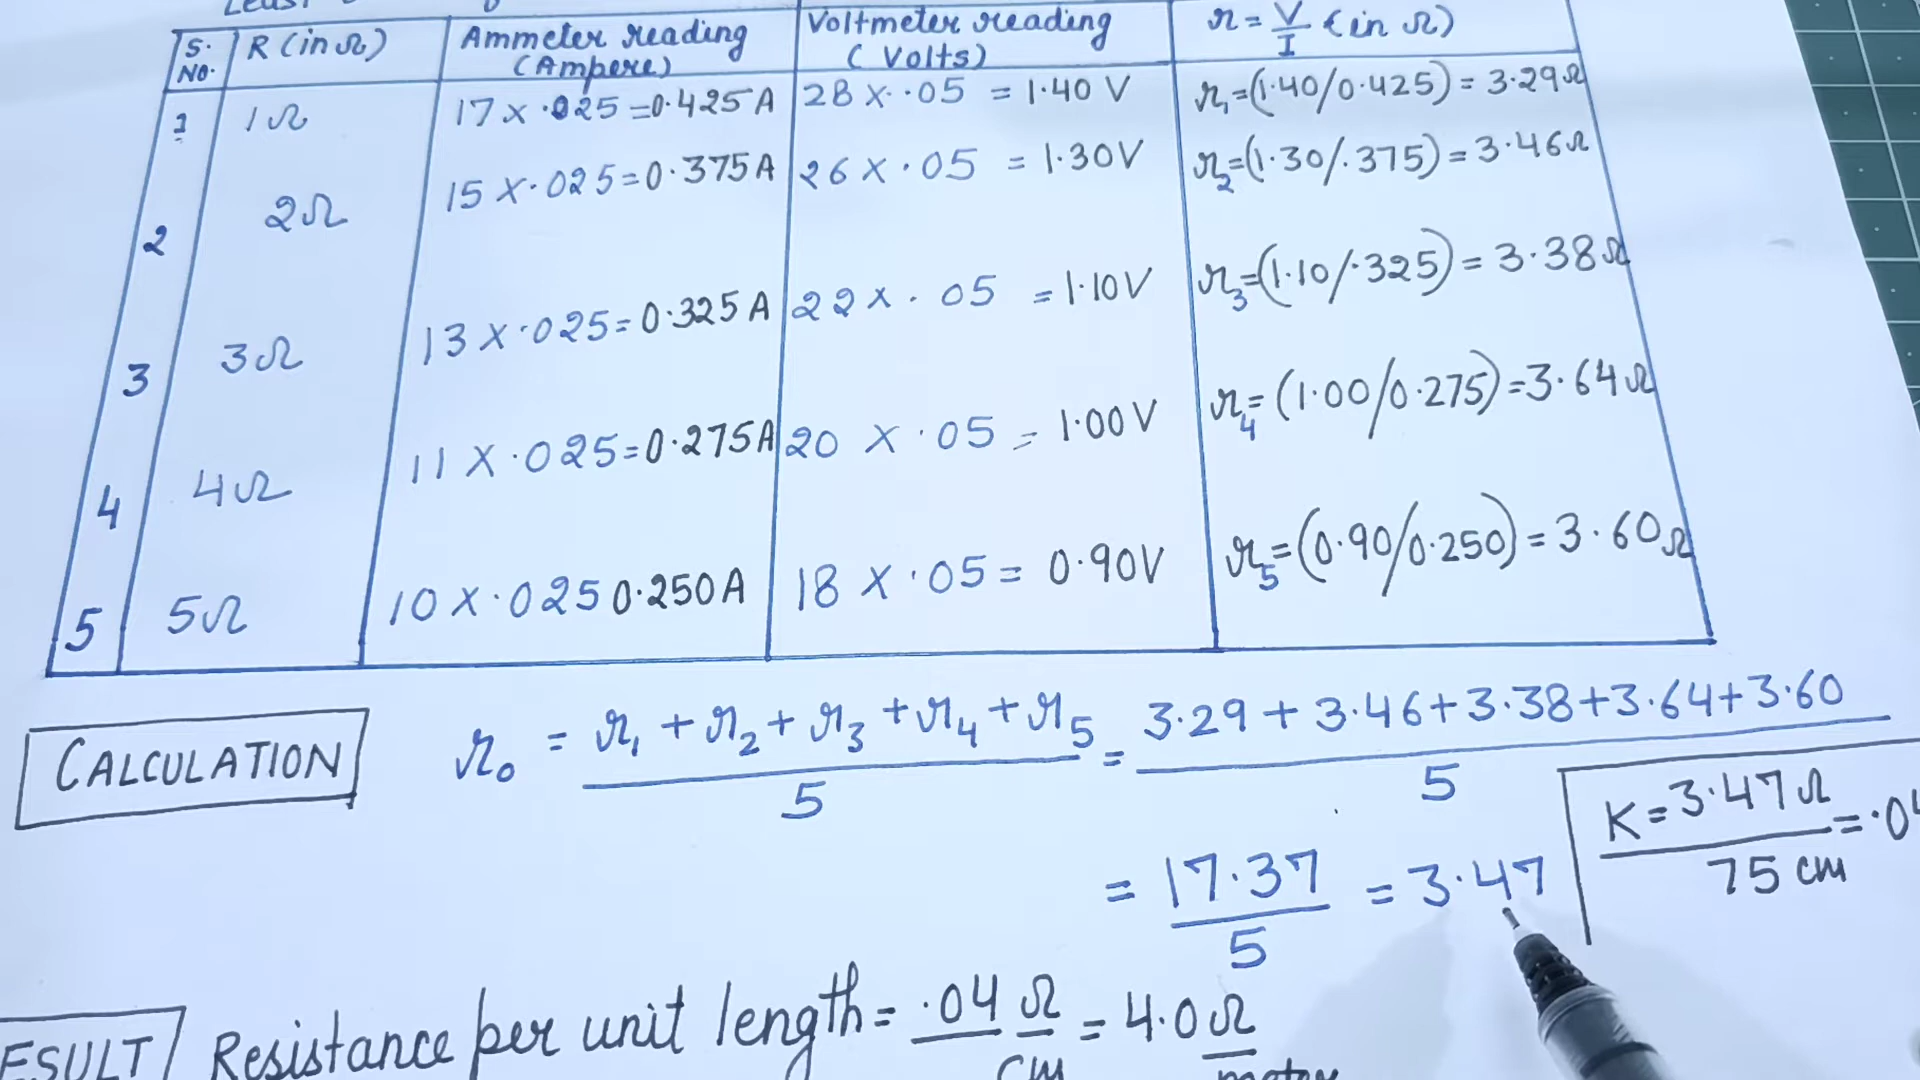 S. No. R (in Ω) Ammeter reading (Ampere) Voltmeter reading (Volts) r = V/I (in Ω)
1 1Ω 17 x .025=0.425A 28 x .05 = 1.40 V r₁=(1.40/0.425) = 3.29Ω
2 2Ω 15 x .025=0.375A 26 x .05 = 1.30V r₂=(1.30/.375) = 3.46Ω
3 3Ω 13 x .025=0.325A 22 x .05 = 1.10V r₃=(1.10/.325) = 3.38Ω
4 4Ω 11 x .025=0.275A 20 x .05 = 1.00V r₄= (1.00/0.275)=3.64Ω
5 5Ω 10 x .025 0.250A 18 x .05 = 0.90V r₅=(0.90/0.250) = 3.60Ω
CALCULATION r₀ = r₁ + r₂ + r₃ + r₄ + r₅ / 5 = 3.29 + 3.46+3.38+3.64+3.60 / 5
= 17.37 / 5 = 3.47
K = 3.47Ω / 75 cm = .04
ESULT Resistance per unit length = .04 Ω/cm = 4.0 Ω/